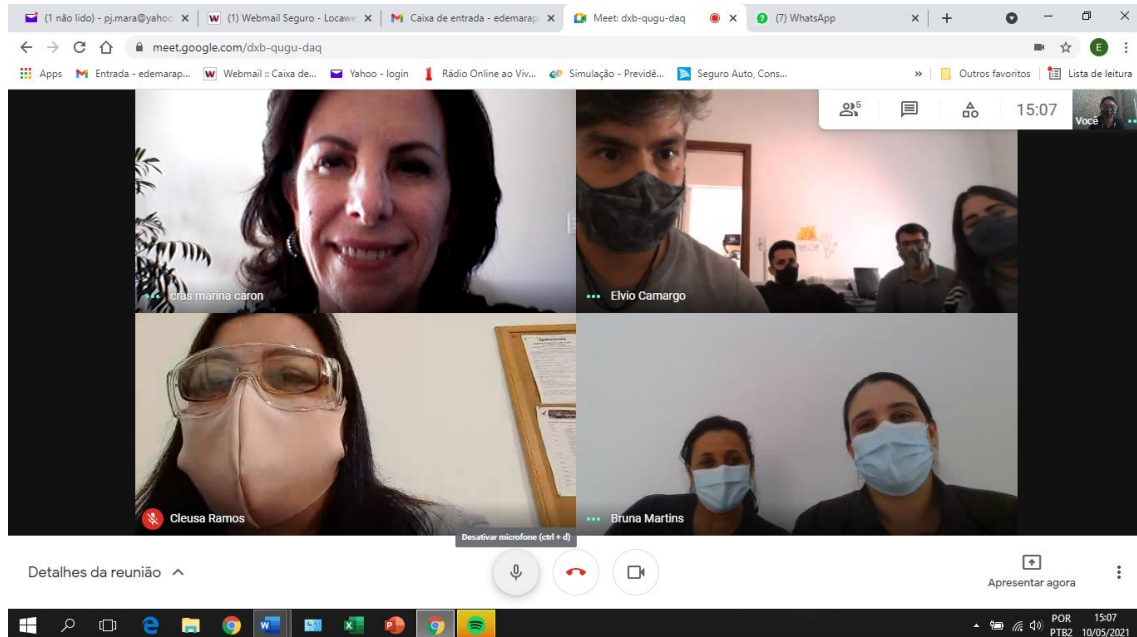 (1 não lido) - pj.mara@yahoo
(1) Webmail Seguro - Locawe
Caixa de entrada - edemarap
Meet: dxb-qugu-daq
(7) WhatsApp
meet.google.com/dxb-qugu-daq
E
Apps
Entrada - edemarap...
Webmail :: Caixa de...
Yahoo - login
Rádio Online ao Viv...
Simulação - Previdê...
Seguro Auto, Cons...
»
Outros favoritos
Lista de leitura
5
15:07
Você
cras marina caron
Elvio Camargo
Cleusa Ramos
Bruna Martins
Desativar microfone (ctrl + d)
Detalhes da reunião
Apresentar agora
POR
15:07
PTB2
10/05/2021